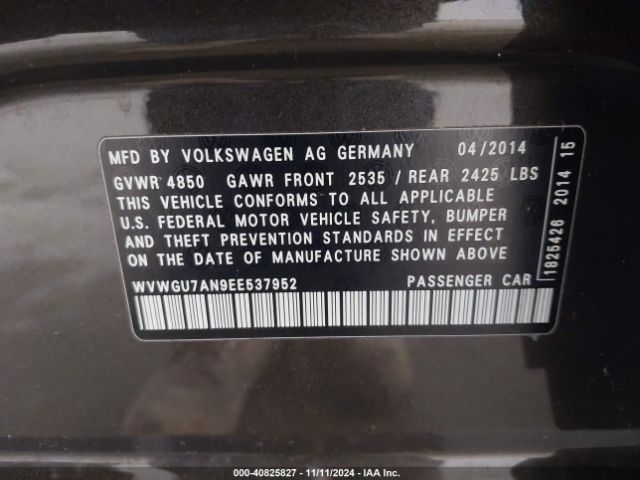 MFD BY VOLKSWAGEN AG GERMANY 04/2014
GVWR 4850 GAWR FRONT 2535 / REAR 2425 LBS
THIS VEHICLE CONFORMS TO ALL APPLICABLE
U.S. FEDERAL MOTOR VEHICLE SAFETY, BUMPER
AND THEFT PREVENTION STANDARDS IN EFFECT
ON THE DATE OF MANUFACTURE SHOWN ABOVE
WVWGU7AN9EE537952 PASSENGER CAR
1825426 2014 15
000-40825827 - 11/11/2024 - IAA Inc.